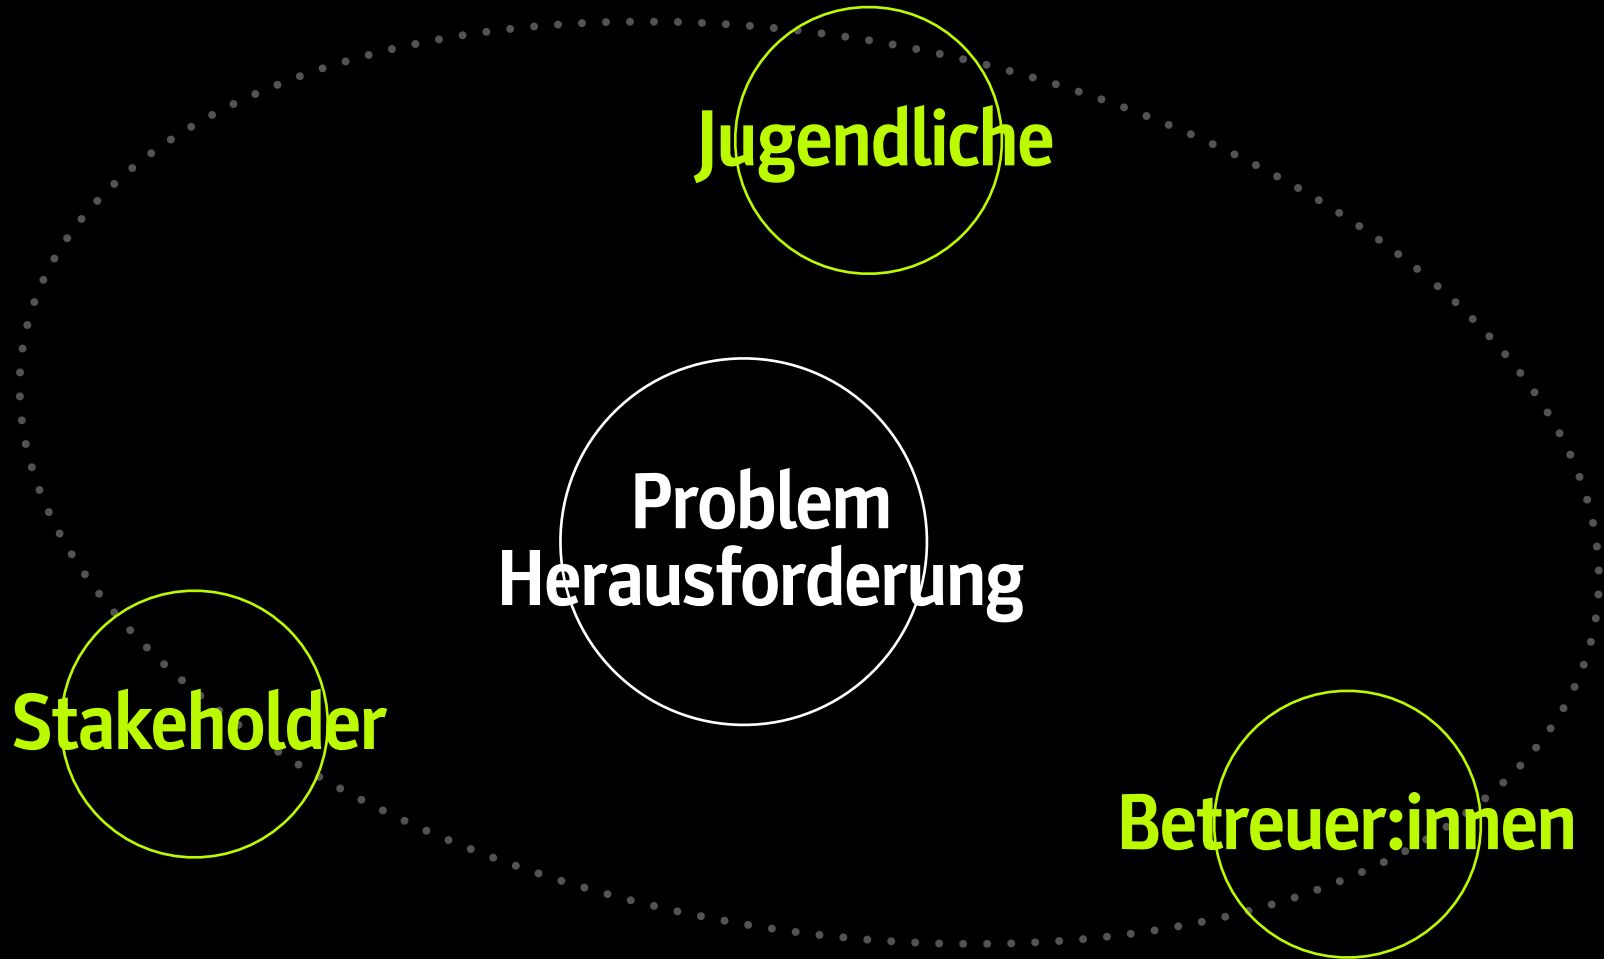 Jugendliche
Problem
Herausforderung
Stakeholder
Betreuer:innen